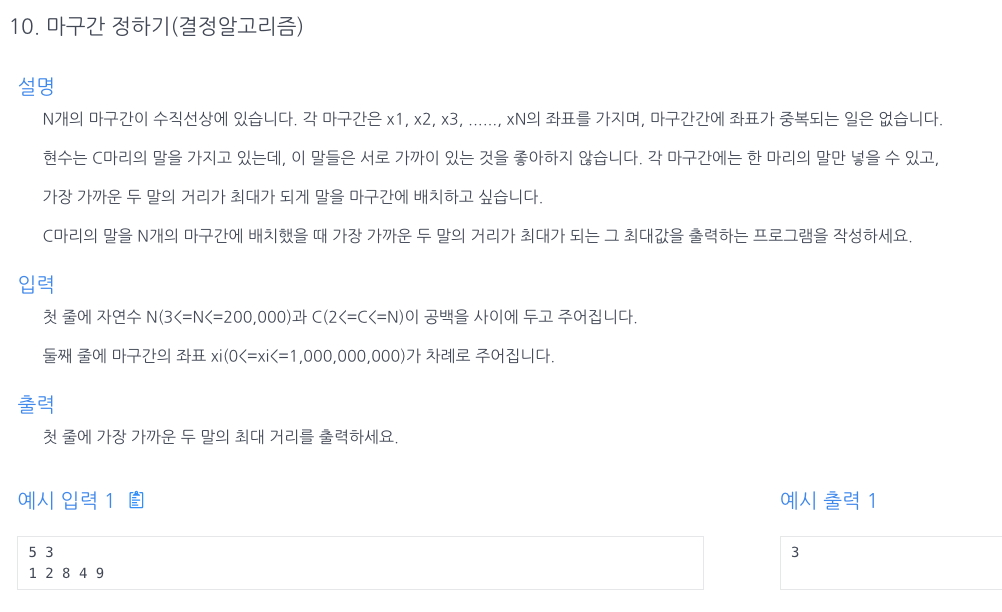 10. 마구간 정하기(결정알고리즘)
설명
N개의 마구간이 수직선상에 있습니다. 각 마구간은 x1, x2, x3, ......, xN의 좌표를 가지며, 마구간간에 좌표가 중복되는 일은 없습니다.
현수는 C마리의 말을 가지고 있는데, 이 말들은 서로 가까이 있는 것을 좋아하지 않습니다. 각 마구간에는 한 마리의 말만 넣을 수 있고,
가장 가까운 두 말의 거리가 최대가 되게 말을 마구간에 배치하고 싶습니다.
C마리의 말을 N개의 마구간에 배치했을 때 가장 가까운 두 말의 거리가 최대가 되는 그 최대값을 출력하는 프로그램을 작성하세요.
입력
첫 줄에 자연수 N(3<=N<=200,000)과 C(2<=C<=N)이 공백을 사이에 두고 주어집니다.
둘째 줄에 마구간의 좌표 xi(0<=xi<=1,000,000,000)가 차례로 주어집니다.
출력
첫 줄에 가장 가까운 두 말의 최대 거리를 출력하세요.
예시 입력 1
5 3
1 2 8 4 9
예시 출력 1
3